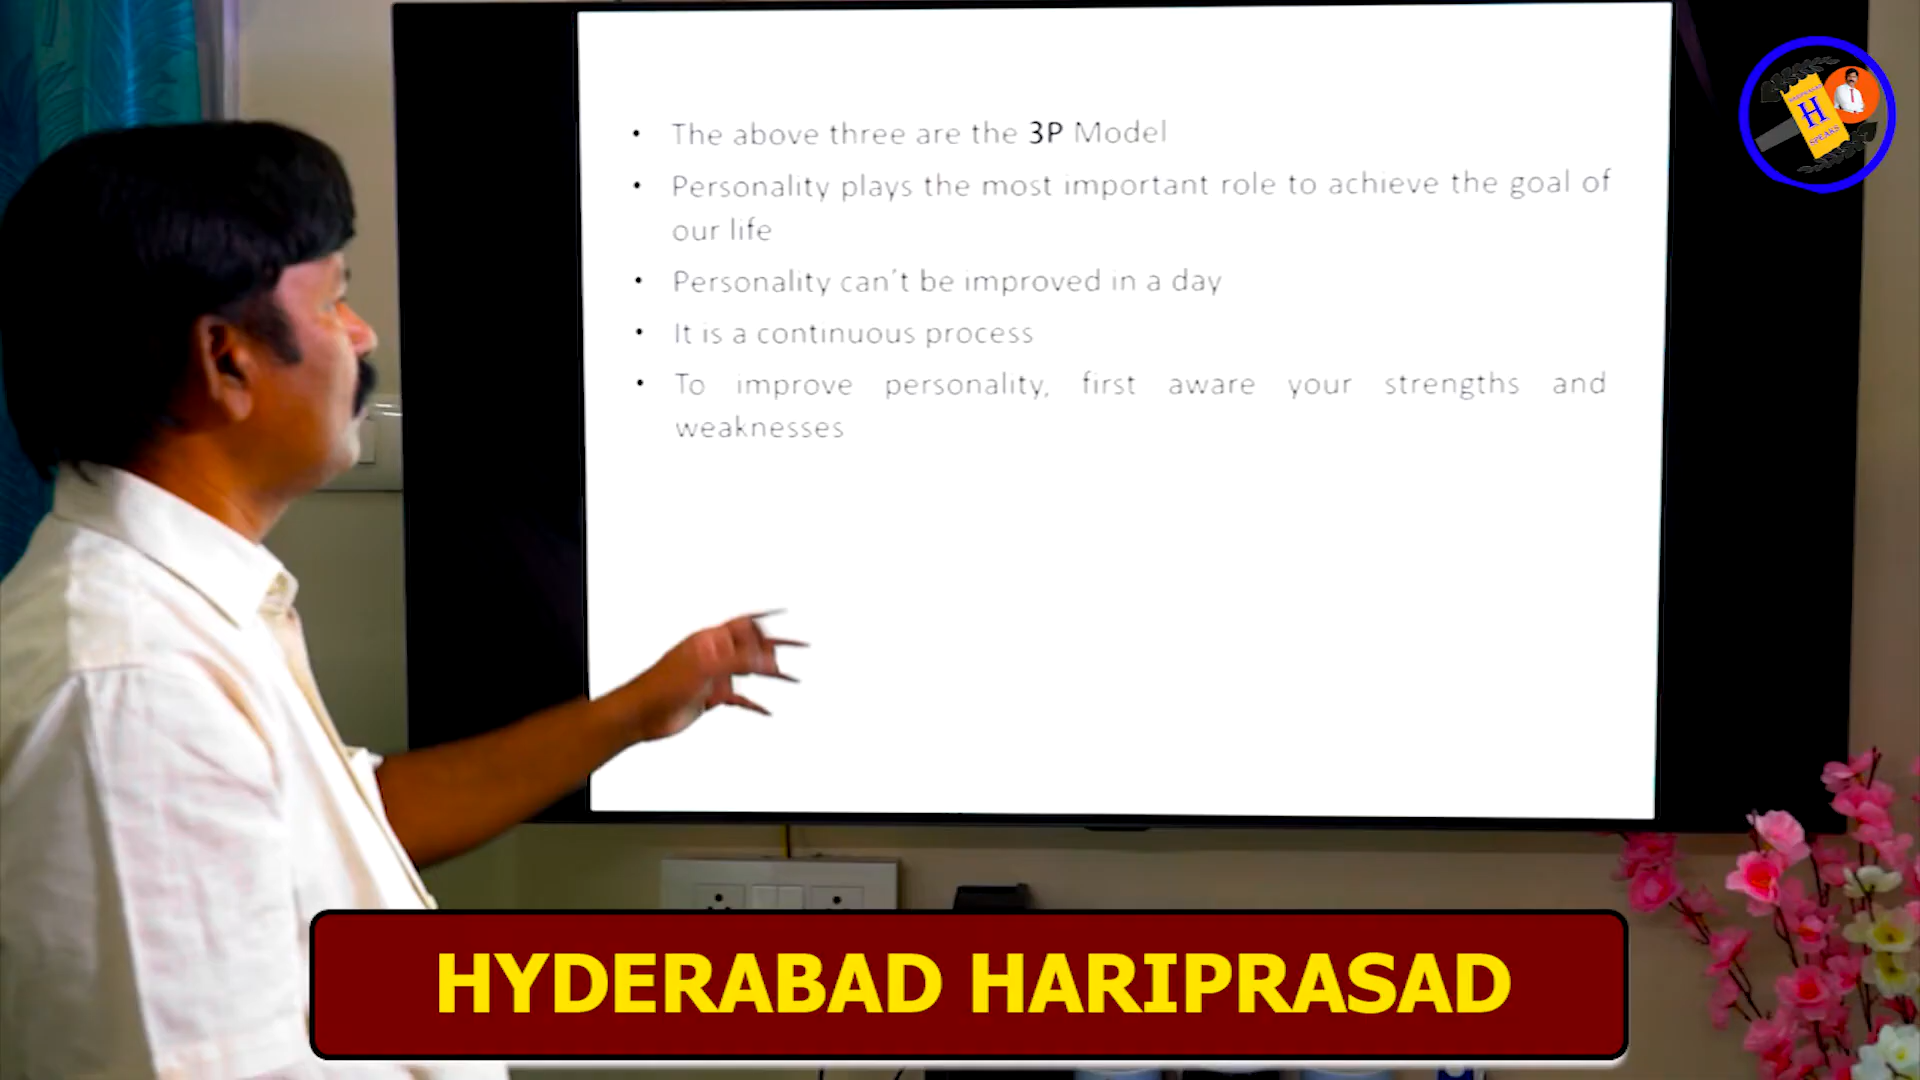 • The above three are the 3P Model
• Personality plays the most important role to achieve the goal of
our life
• Personality can't be improved in a day
• It is a continuous process
• To improve personality, first aware your strengths and
weaknesses
H
SPEAKS
HYDERABAD HARIPRASAD